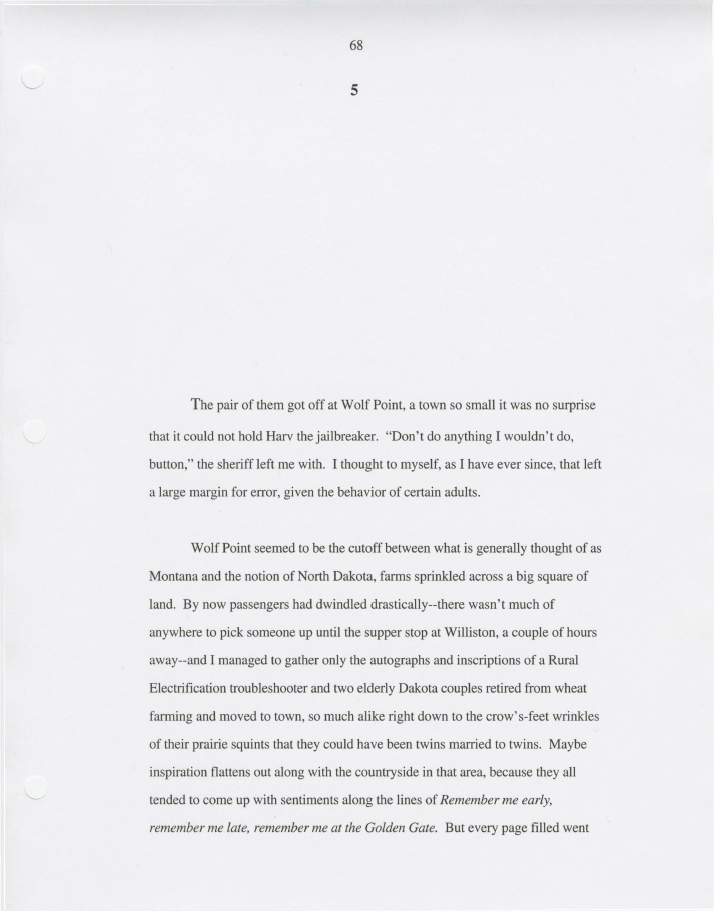 68
5
The pair of them got off at Wolf Point, a town so small it was no surprise
that it could not hold Harv the jailbreaker.  “Don’t do anything I wouldn’t do,
button,” the sheriff left me with.  I thought to myself, as I have ever since, that left
a large margin for error, given the behavior of certain adults.
Wolf Point seemed to be the cutoff between what is generally thought of as
Montana and the notion of North Dakota, farms sprinkled across a big square of
land.  By now passengers had dwindled drastically--there wasn’t much of
anywhere to pick someone up until the supper stop at Williston, a couple of hours
away--and I managed to gather only the autographs and inscriptions of a Rural
Electrification troubleshooter and two elderly Dakota couples retired from wheat
farming and moved to town, so much alike right down to the crow’s-feet wrinkles
of their prairie squints that they could have been twins married to twins.  Maybe
inspiration flattens out along with the countryside in that area, because they all
tended to come up with sentiments along the lines of Remember me early,
remember me late, remember me at the Golden Gate.  But every page filled went